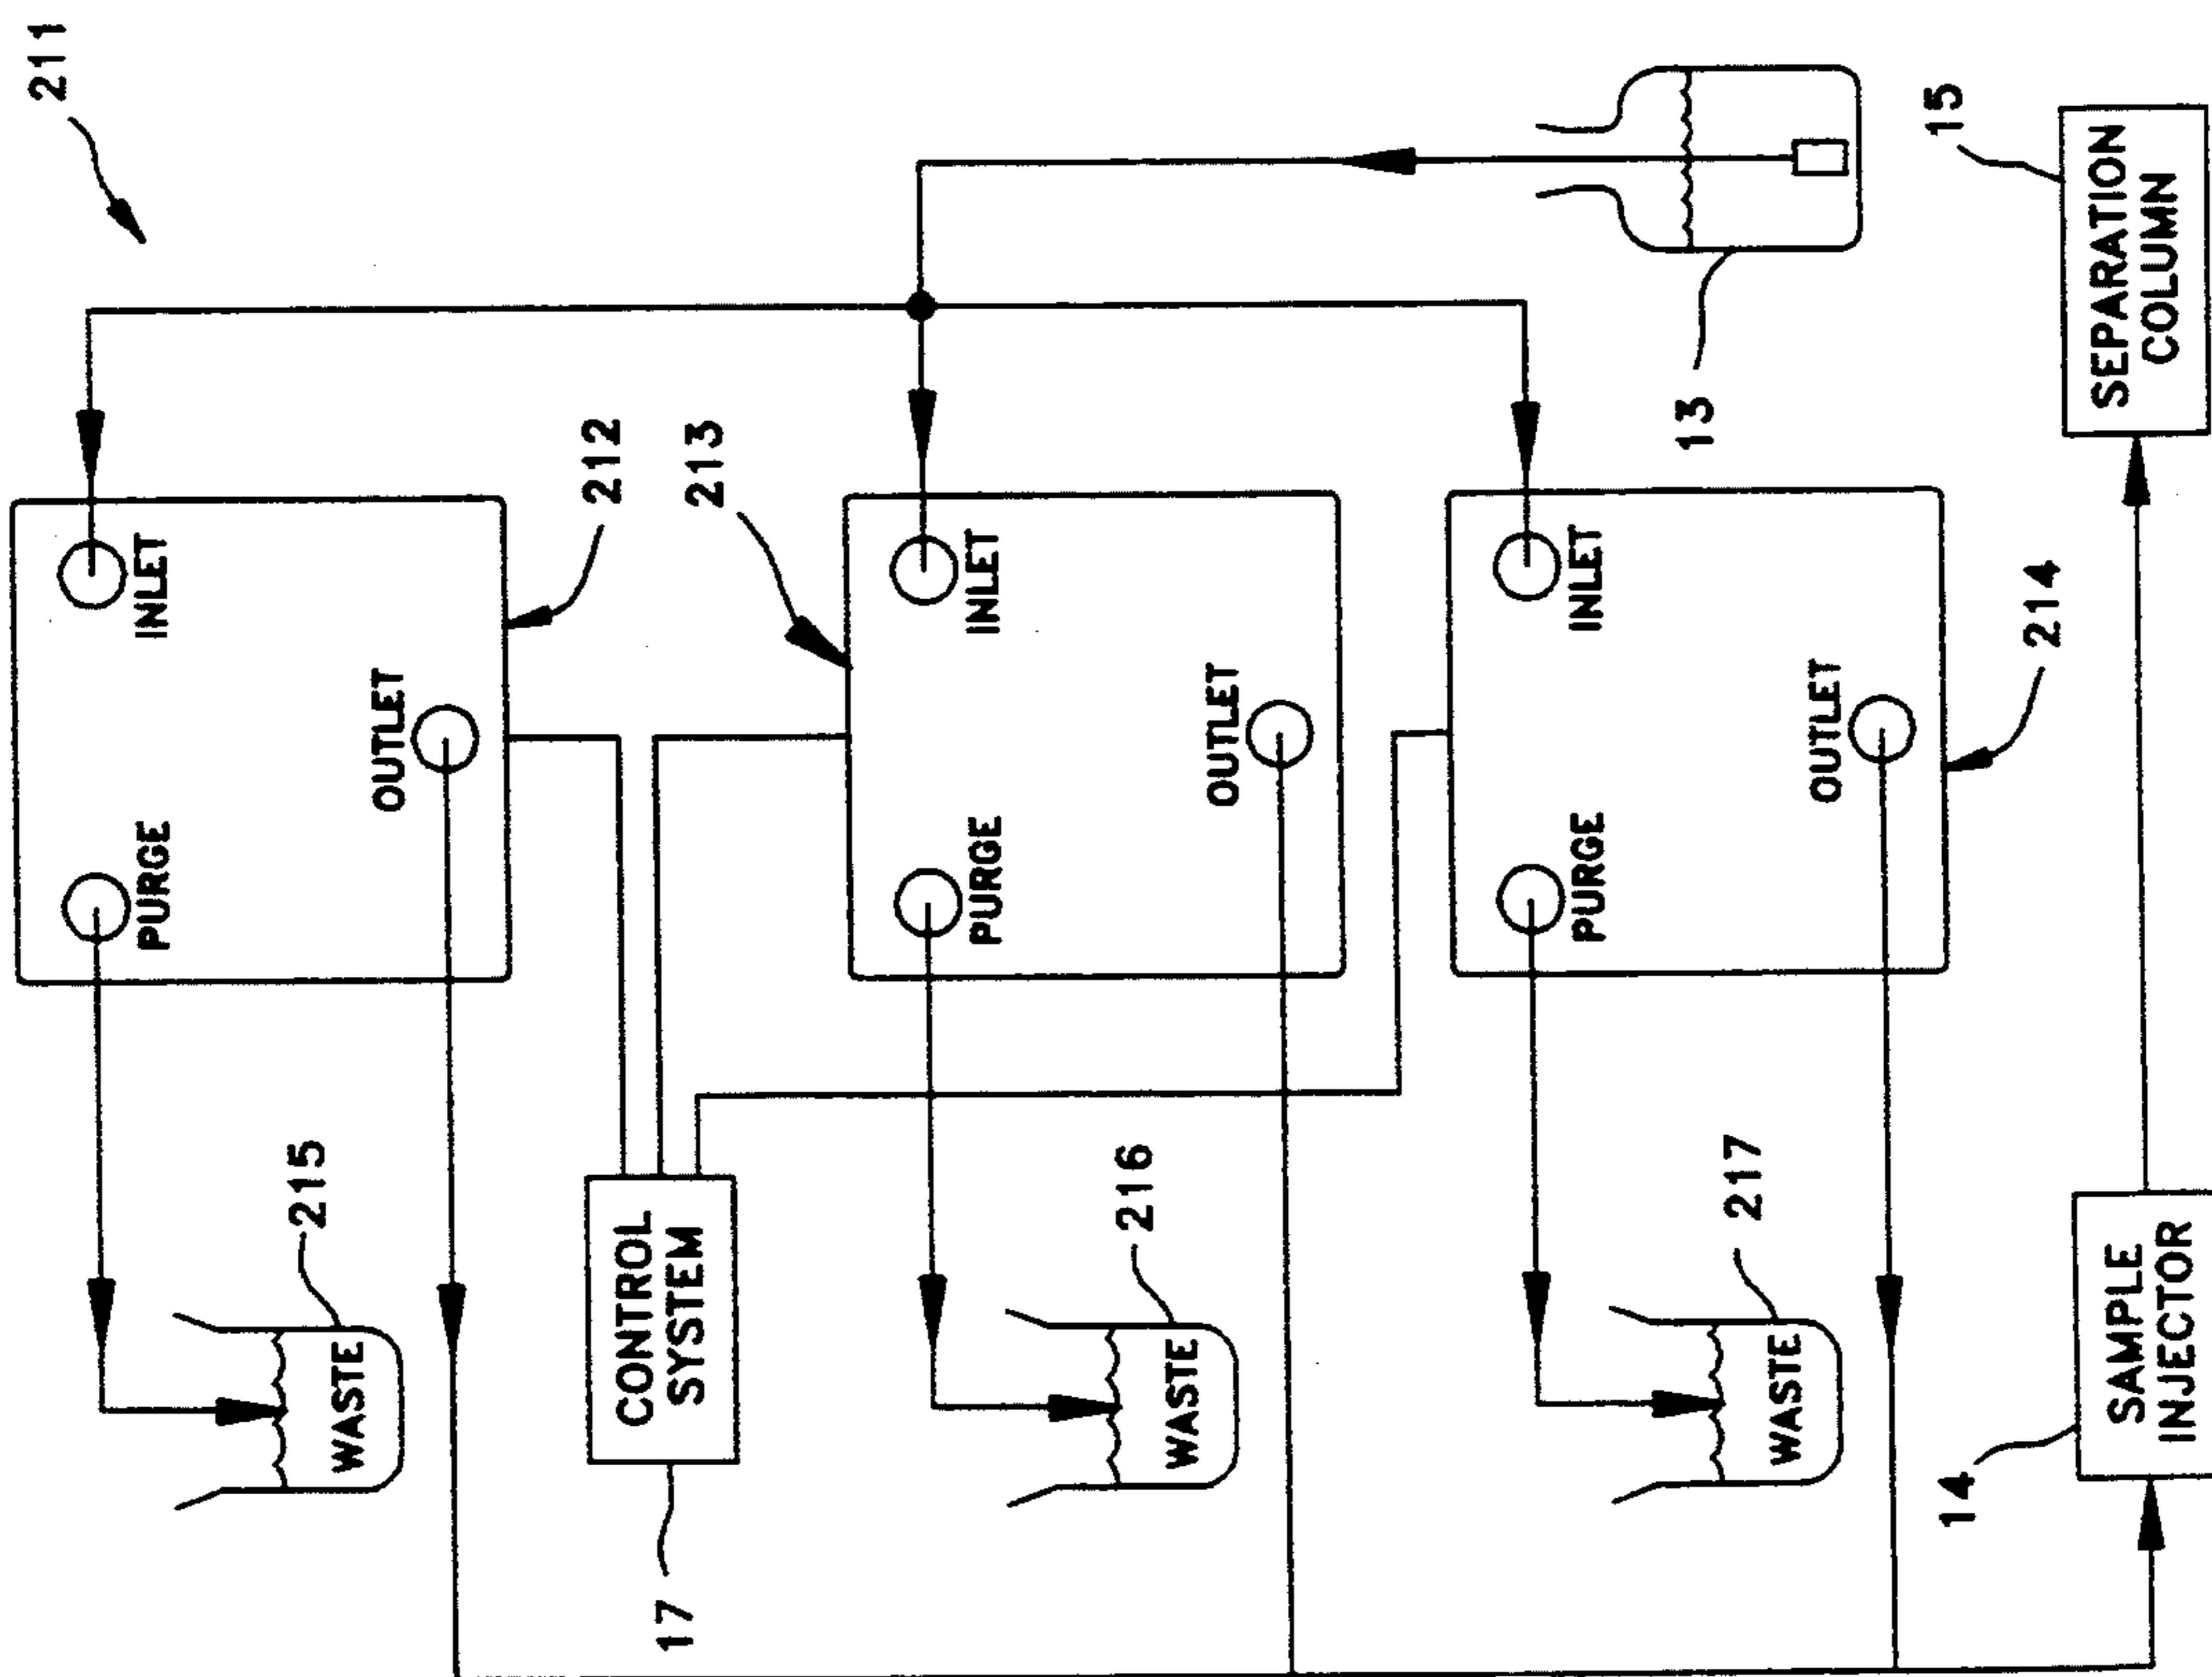 211
INLET
PURGE
OUTLET
212
215
WASTE
CONTROL
SYSTEM
17
213
INLET
PURGE
OUTLET
216
WASTE
INLET
PURGE
OUTLET
214
217
WASTE
13
15
SEPARATION
COLUMN
14
SAMPLE
INJECTOR